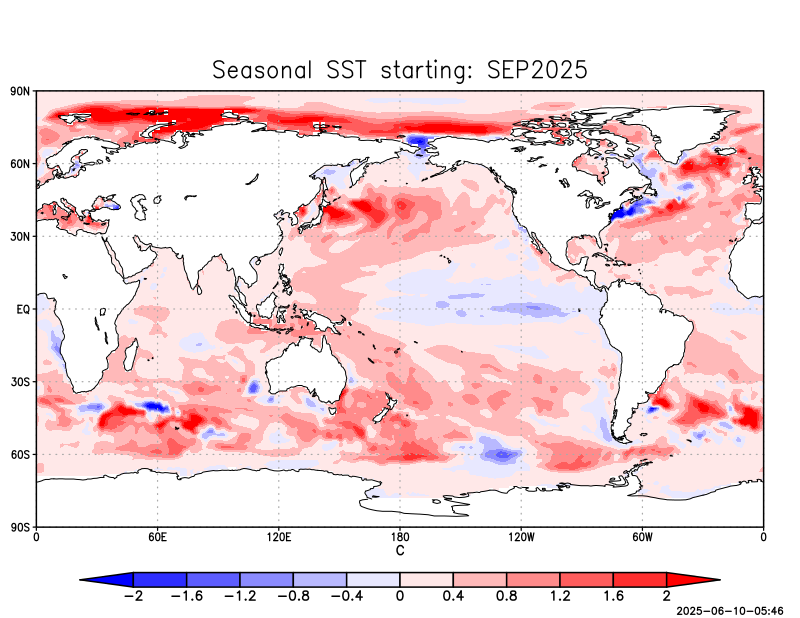 Seasonal SST starting: SEP2025
90N
60N
30N
EQ
30S
60S
90S
0 60E 120E 180 120W 60W 0
C
-2 -1.6 -1.2 -0.8 -0.4 0 0.4 0.8 1.2 1.6 2
2025-06-10-05:46